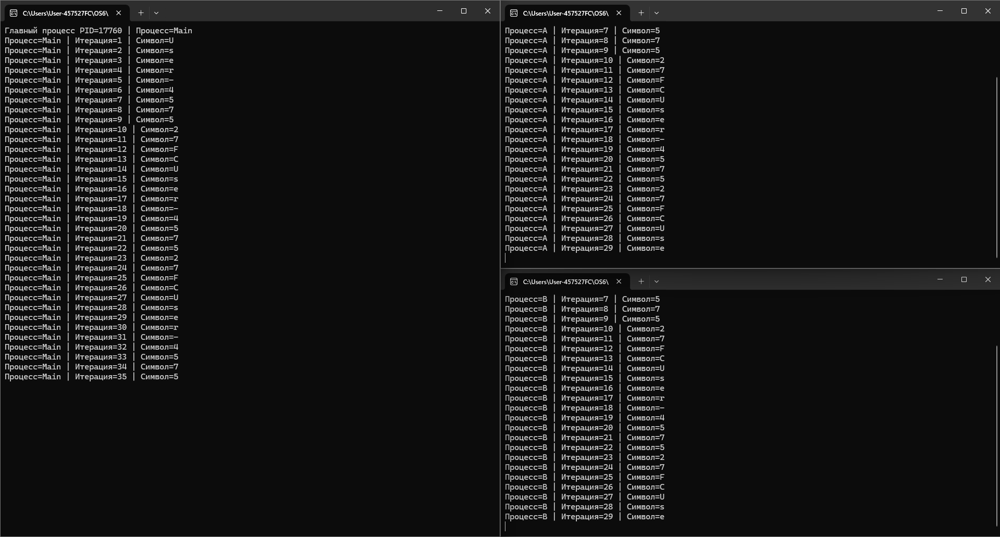 C:\Users\User-457527FC\OS6\
Главный процесс PID=17760 | Процесс=Main
Процесс=Main | Итерация=1 | Символ=U
Процесс=Main | Итерация=2 | Символ=s
Процесс=Main | Итерация=3 | Символ=e
Процесс=Main | Итерация=4 | Символ=r
Процесс=Main | Итерация=5 | Символ=-
Процесс=Main | Итерация=6 | Символ=4
Процесс=Main | Итерация=7 | Символ=5
Процесс=Main | Итерация=8 | Символ=7
Процесс=Main | Итерация=9 | Символ=5
Процесс=Main | Итерация=10 | Символ=2
Процесс=Main | Итерация=11 | Символ=7
Процесс=Main | Итерация=12 | Символ=F
Процесс=Main | Итерация=13 | Символ=C
Процесс=Main | Итерация=14 | Символ=U
Процесс=Main | Итерация=15 | Символ=s
Процесс=Main | Итерация=16 | Символ=e
Процесс=Main | Итерация=17 | Символ=r
Процесс=Main | Итерация=18 | Символ=-
Процесс=Main | Итерация=19 | Символ=4
Процесс=Main | Итерация=20 | Символ=5
Процесс=Main | Итерация=21 | Символ=7
Процесс=Main | Итерация=22 | Символ=5
Процесс=Main | Итерация=23 | Символ=2
Процесс=Main | Итерация=24 | Символ=7
Процесс=Main | Итерация=25 | Символ=F
Процесс=Main | Итерация=26 | Символ=C
Процесс=Main | Итерация=27 | Символ=U
Процесс=Main | Итерация=28 | Символ=s
Процесс=Main | Итерация=29 | Символ=e
Процесс=Main | Итерация=30 | Символ=r
Процесс=Main | Итерация=31 | Символ=-
Процесс=Main | Итерация=32 | Символ=4
Процесс=Main | Итерация=33 | Символ=5
Процесс=Main | Итерация=34 | Символ=7
Процесс=Main | Итерация=35 | Символ=5
C:\Users\User-457527FC\OS6\
Процесс=A | Итерация=7 | Символ=5
Процесс=A | Итерация=8 | Символ=7
Процесс=A | Итерация=9 | Символ=5
Процесс=A | Итерация=10 | Символ=2
Процесс=A | Итерация=11 | Символ=7
Процесс=A | Итерация=12 | Символ=F
Процесс=A | Итерация=13 | Символ=C
Процесс=A | Итерация=14 | Символ=U
Процесс=A | Итерация=15 | Символ=s
Процесс=A | Итерация=16 | Символ=e
Процесс=A | Итерация=17 | Символ=r
Процесс=A | Итерация=18 | Символ=-
Процесс=A | Итерация=19 | Символ=4
Процесс=A | Итерация=20 | Символ=5
Процесс=A | Итерация=21 | Символ=7
Процесс=A | Итерация=22 | Символ=5
Процесс=A | Итерация=23 | Символ=2
Процесс=A | Итерация=24 | Символ=7
Процесс=A | Итерация=25 | Символ=F
Процесс=A | Итерация=26 | Символ=C
Процесс=A | Итерация=27 | Символ=U
Процесс=A | Итерация=28 | Символ=s
Процесс=A | Итерация=29 | Символ=e
C:\Users\User-457527FC\OS6\
Процесс=B | Итерация=7 | Символ=5
Процесс=B | Итерация=8 | Символ=7
Процесс=B | Итерация=9 | Символ=5
Процесс=B | Итерация=10 | Символ=2
Процесс=B | Итерация=11 | Символ=7
Процесс=B | Итерация=12 | Символ=F
Процесс=B | Итерация=13 | Символ=C
Процесс=B | Итерация=14 | Символ=U
Процесс=B | Итерация=15 | Символ=s
Процесс=B | Итерация=16 | Символ=e
Процесс=B | Итерация=17 | Символ=r
Процесс=B | Итерация=18 | Символ=-
Процесс=B | Итерация=19 | Символ=4
Процесс=B | Итерация=20 | Символ=5
Процесс=B | Итерация=21 | Символ=7
Процесс=B | Итерация=22 | Символ=5
Процесс=B | Итерация=23 | Символ=2
Процесс=B | Итерация=24 | Символ=7
Процесс=B | Итерация=25 | Символ=F
Процесс=B | Итерация=26 | Символ=C
Процесс=B | Итерация=27 | Символ=U
Процесс=B | Итерация=28 | Символ=s
Процесс=B | Итерация=29 | Символ=e